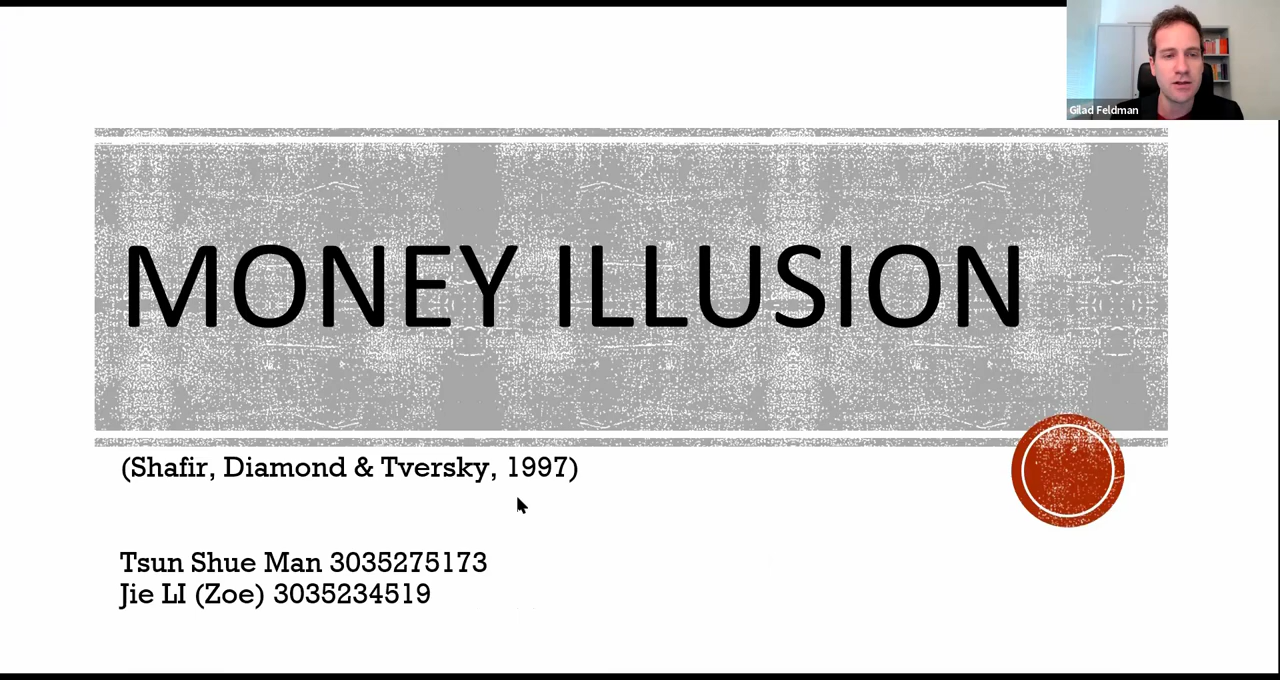 Gilad Feldman
MONEY ILLUSION
(Shafir, Diamond & Tversky, 1997)
Tsun Shue Man 3035275173
Jie LI (Zoe) 3035234519